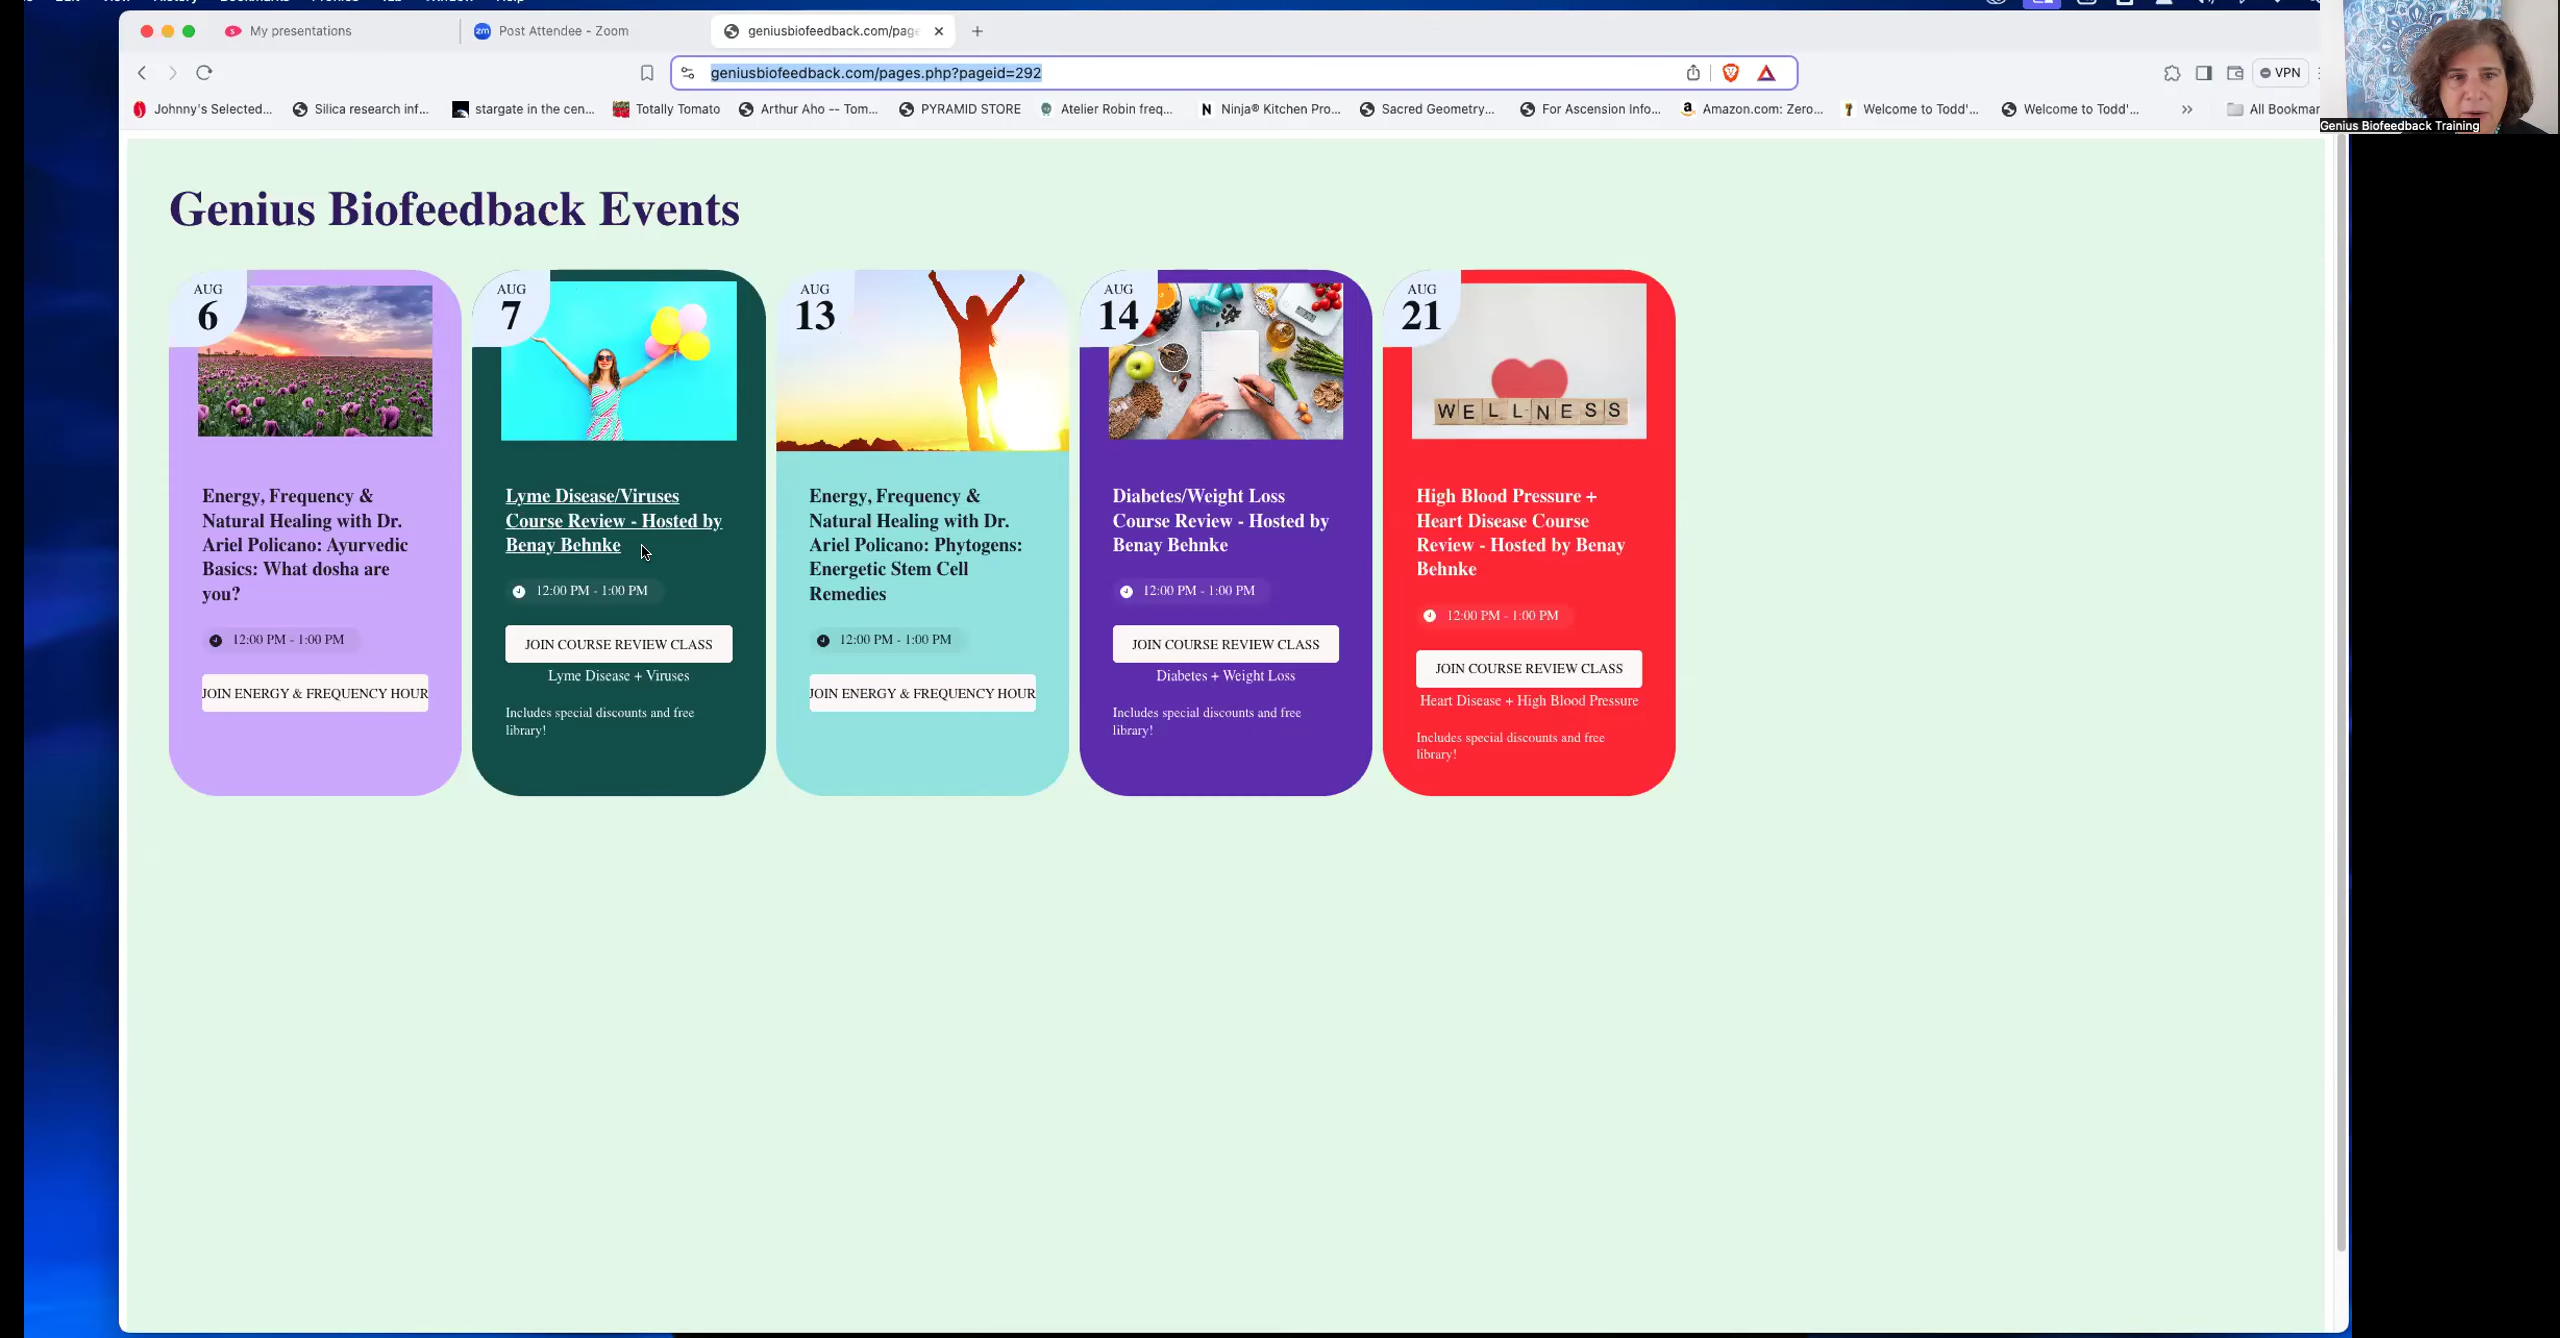 My presentations
Post Attendee - Zoom
geniusbiofeedback.com/page
geniusbiofeedback.com/pages.php?pageid=292
VPN
Johnny's Selected...
Silica research inf...
stargate in the cen...
Totally Tomato
Arthur Aho -- Tom...
PYRAMID STORE
Atelier Robin freq...
Ninja® Kitchen Pro...
Sacred Geometry...
For Ascension Info...
Amazon.com: Zero...
Welcome to Todd'...
Welcome to Todd'...
All Bookmar
Genius Biofeedback Training
Genius Biofeedback Events
AUG
6
Energy, Frequency &
Natural Healing with Dr.
Ariel Policano: Ayurvedic
Basics: What dosha are
you?
12:00 PM - 1:00 PM
JOIN ENERGY & FREQUENCY HOUR
AUG
7
Lyme Disease/Viruses
Course Review - Hosted by
Benay Behnke
12:00 PM - 1:00 PM
JOIN COURSE REVIEW CLASS
Lyme Disease + Viruses
Includes special discounts and free
library!
AUG
13
Energy, Frequency &
Natural Healing with Dr.
Ariel Policano: Phytogens:
Energetic Stem Cell
Remedies
12:00 PM - 1:00 PM
JOIN ENERGY & FREQUENCY HOUR
AUG
14
Diabetes/Weight Loss
Course Review - Hosted by
Benay Behnke
12:00 PM - 1:00 PM
JOIN COURSE REVIEW CLASS
Diabetes + Weight Loss
Includes special discounts and free
library!
AUG
21
WELLNESS
High Blood Pressure +
Heart Disease Course
Review - Hosted by Benay
Behnke
12:00 PM - 1:00 PM
JOIN COURSE REVIEW CLASS
Heart Disease + High Blood Pressure
Includes special discounts and free
library!